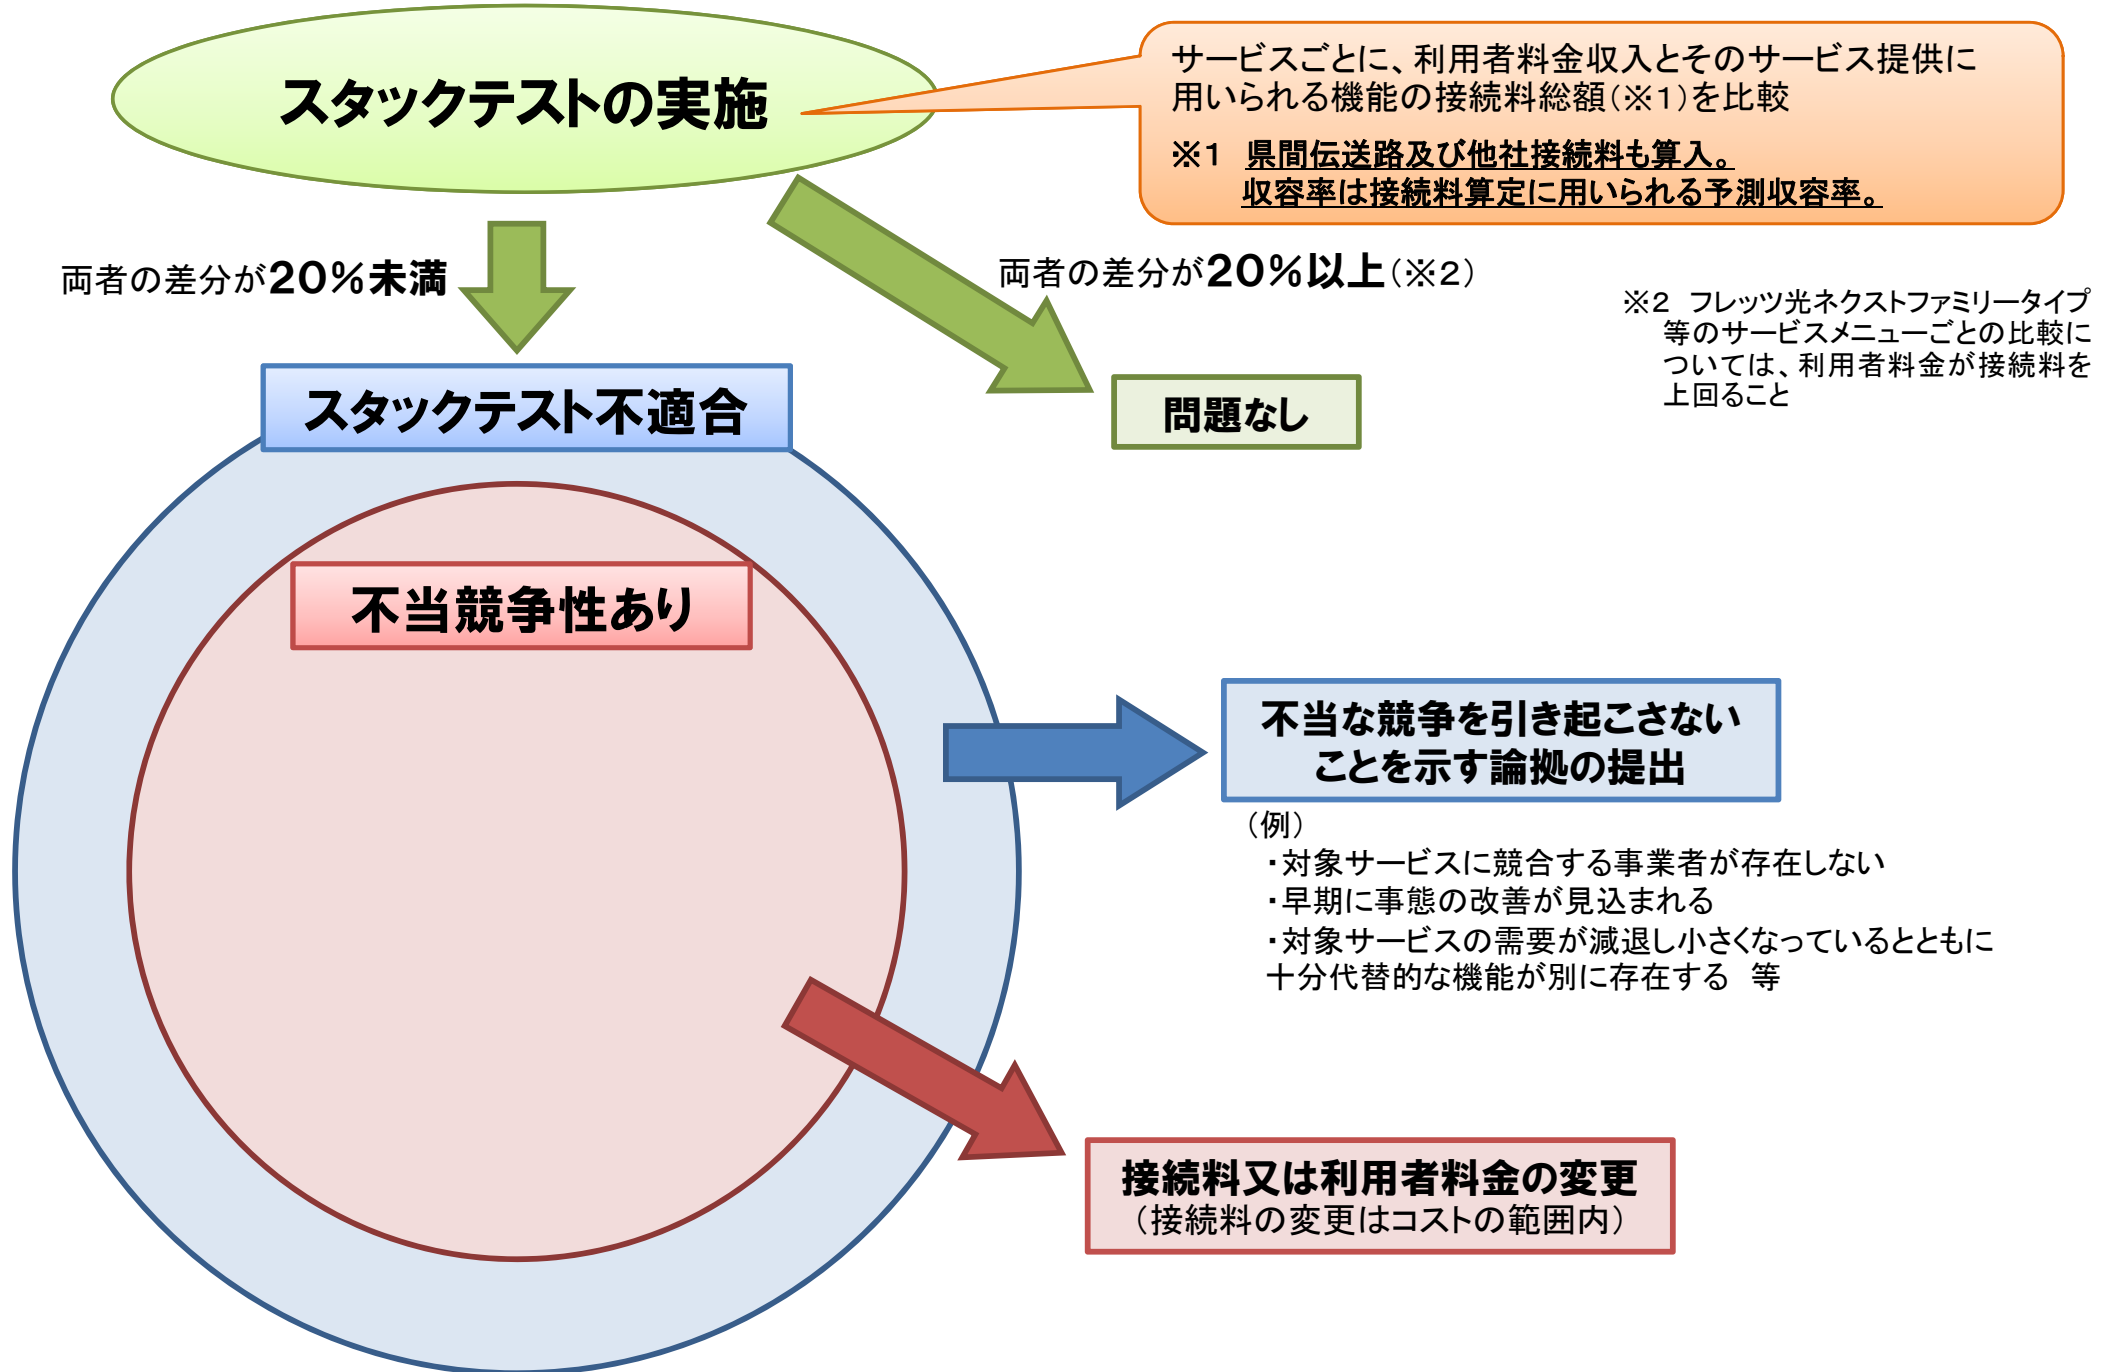 スタックテストの実施
サービスごとに、利用者料金収入とそのサービス提供に
用いられる機能の接続料総額（※１）を比較
※１　県間伝送路及び他社接続料も算入。
収容率は接続料算定に用いられる予測収容率。
両者の差分が２０％未満
両者の差分が２０％以上（※２）
※２　フレッツ光ネクストファミリータイプ
等のサービスメニューごとの比較に
ついては、利用者料金が接続料を
上回ること
スタックテスト不適合
問題なし
不当競争性あり
不当な競争を引き起こさない
ことを示す論拠の提出
（例）
・対象サービスに競合する事業者が存在しない
・早期に事態の改善が見込まれる
・対象サービスの需要が減退し小さくなっているとともに
十分代替的な機能が別に存在する　等
接続料又は利用者料金の変更
（接続料の変更はコストの範囲内）